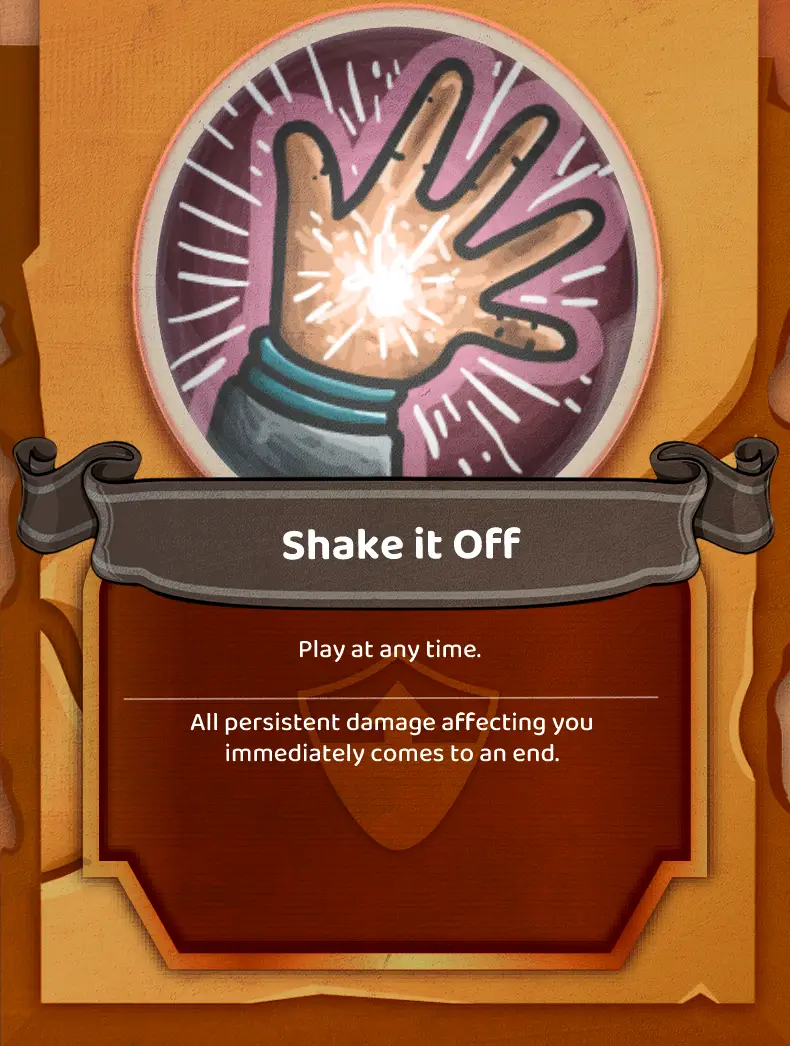 Shake it Off
Play at any time.
All persistent damage affecting you
immediately comes to an end.